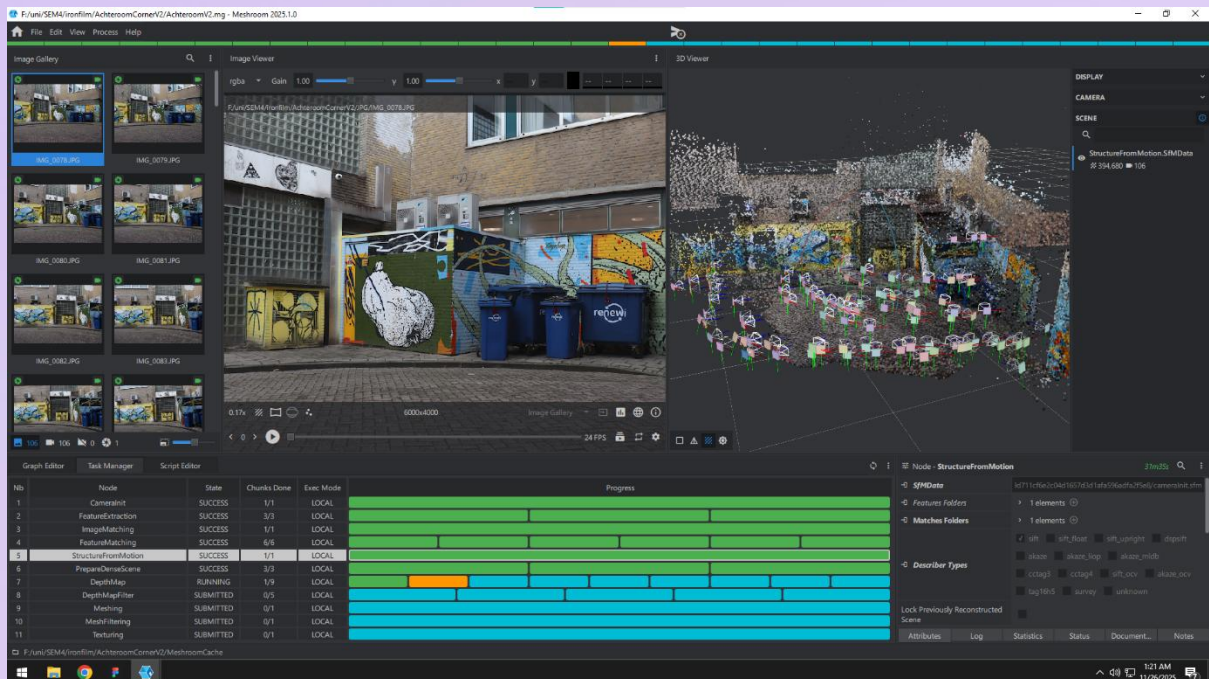 F:/uni/SEM4/ironfilm/AchteroomCornerV2/AchteroomV2.mg - Meshroom 2025.1.0
File Edit View Process Help
Image Gallery
IMG_0078.JPG IMG_0079.JPG
IMG_0080.JPG IMG_0081.JPG
IMG_0082.JPG IMG_0083.JPG
106 106 0 1
Image Viewer
rgba Gain 1.00 γ 1.00 x y -- -- -- --
F:/uni/SEM4/ironfilm/AchteroomCornerV2/JPG/IMG_0078.JPG
renewi
0.17x 6000x4000 Image Gallery
0 24 FPS
3D Viewer
DISPLAY
CAMERA
SCENE
StructureFromMotion.SfMData
394,680 106
Graph Editor Task Manager Script Editor
Nb Node State Chunks Done Exec Mode Progress
1 CameraInit SUCCESS 1/1 LOCAL
2 FeatureExtraction SUCCESS 3/3 LOCAL
3 ImageMatching SUCCESS 1/1 LOCAL
4 FeatureMatching SUCCESS 6/6 LOCAL
5 StructureFromMotion SUCCESS 1/1 LOCAL
6 PrepareDenseScene SUCCESS 3/3 LOCAL
7 DepthMap RUNNING 1/9 LOCAL
8 DepthMapFilter SUBMITTED 0/5 LOCAL
9 Meshing SUBMITTED 0/1 LOCAL
10 MeshFiltering SUBMITTED 0/1 LOCAL
11 Texturing SUBMITTED 0/1 LOCAL
Node - StructureFromMotion 31m35s
SfMData
Features Folders 1 elements
Matches Folders 1 elements
Describer Types
sift sift_float sift_upright dspsift
akaze akaze_liop akaze_mldb
cctag3 cctag4 sift_ocv akaze_ocv
tag16h5 survey unknown
Lock Previously Reconstructed
Scene
Attributes Log Statistics Status Document... Notes
F:/uni/SEM4/ironfilm/AchteroomCornerV2/MeshroomCache
1:21 AM
11/26/2025